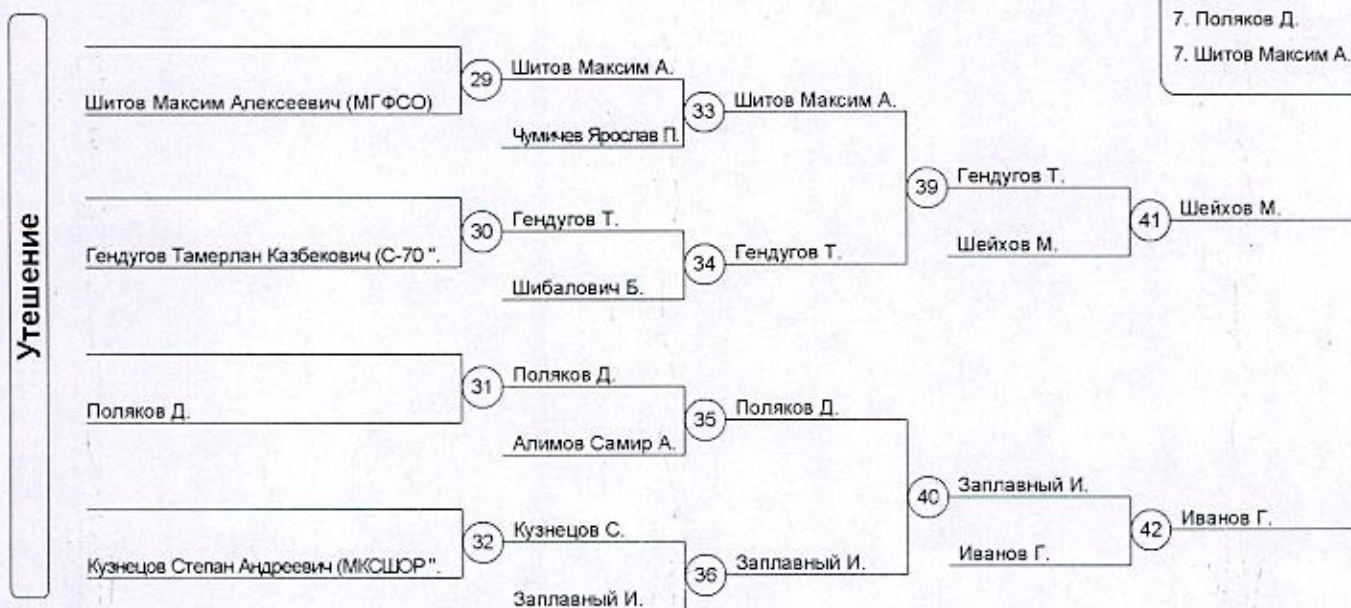 Утешение
7. Поляков Д.
7. Шитов Максим А.
29
Шитов Максим А.
Шитов Максим Алексеевич (МГФСО)
33
Шитов Максим А.
Чумичев Ярослав П.
39
Гендугов Т.
30
Гендугов Т.
41
Шейхов М.
Гендугов Тамерлан Казбекович (С-70 ".
34
Гендугов Т.
Шейхов М.
Шибалович Б.
31
Поляков Д.
Поляков Д.
35
Поляков Д.
Алимов Самир А.
40
Заплавный И.
32
Кузнецов С.
42
Иванов Г.
Кузнецов Степан Андреевич (МКСШОР ".
36
Заплавный И.
Иванов Г.
Заплавный И.